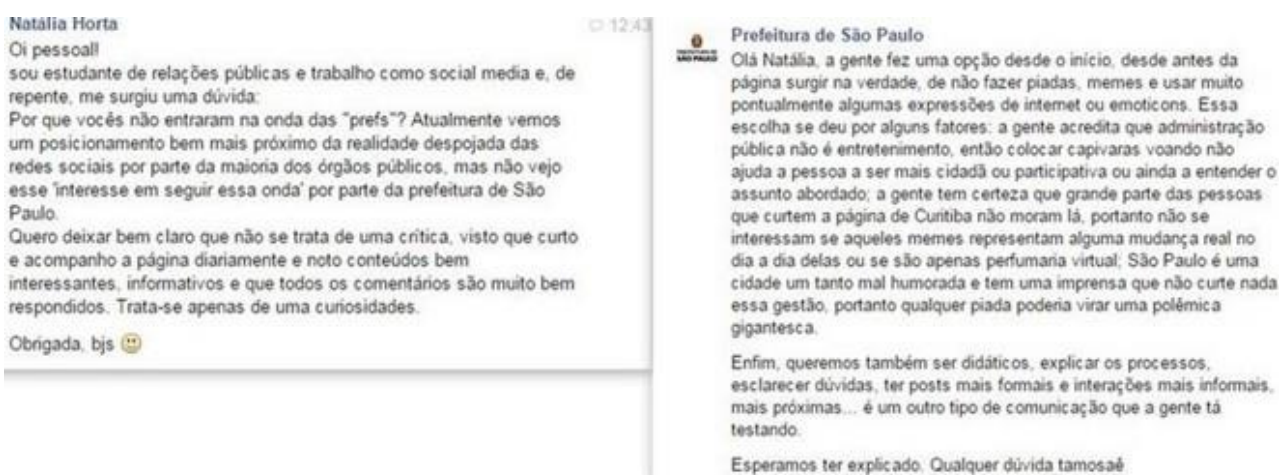 Natália Horta
12:43
Oi pessoal!
sou estudante de relações públicas e trabalho como social media e, de
repente, me surgiu uma dúvida:
Por que vocês não entraram na onda das "prefs"? Atualmente vemos
um posicionamento bem mais próximo da realidade despojada das
redes sociais por parte da maioria dos órgãos públicos, mas não vejo
esse 'interesse em seguir essa onda' por parte da prefeitura de São
Paulo.
Quero deixar bem claro que não se trata de uma crítica, visto que curto
e acompanho a página diariamente e noto conteúdos bem
interessantes, informativos e que todos os comentários são muito bem
respondidos. Trata-se apenas de uma curiosidades.
Obrigada, bjs
Prefeitura de São Paulo
Olá Natália, a gente fez uma opção desde o início, desde antes da
página surgir na verdade, de não fazer piadas, memes e usar muito
pontualmente algumas expressões de internet ou emoticons. Essa
escolha se deu por alguns fatores: a gente acredita que administração
pública não é entretenimento, então colocar capivaras voando não
ajuda a pessoa a ser mais cidadã ou participativa ou ainda a entender o
assunto abordado; a gente tem certeza que grande parte das pessoas
que curtem a página de Curitiba não moram lá, portanto não se
interessam se aqueles memes representam alguma mudança real no
dia a dia delas ou se são apenas perfumaria virtual; São Paulo é uma
cidade um tanto mal humorada e tem uma imprensa que não curte nada
essa gestão, portanto qualquer piada poderia virar uma polêmica
gigantesca.
Enfim, queremos também ser didáticos, explicar os processos,
esclarecer dúvidas, ter posts mais formais e interações mais informais,
mais próximas... é um outro tipo de comunicação que a gente tá
testando.
Esperamos ter explicado. Qualquer dúvida tamosaê